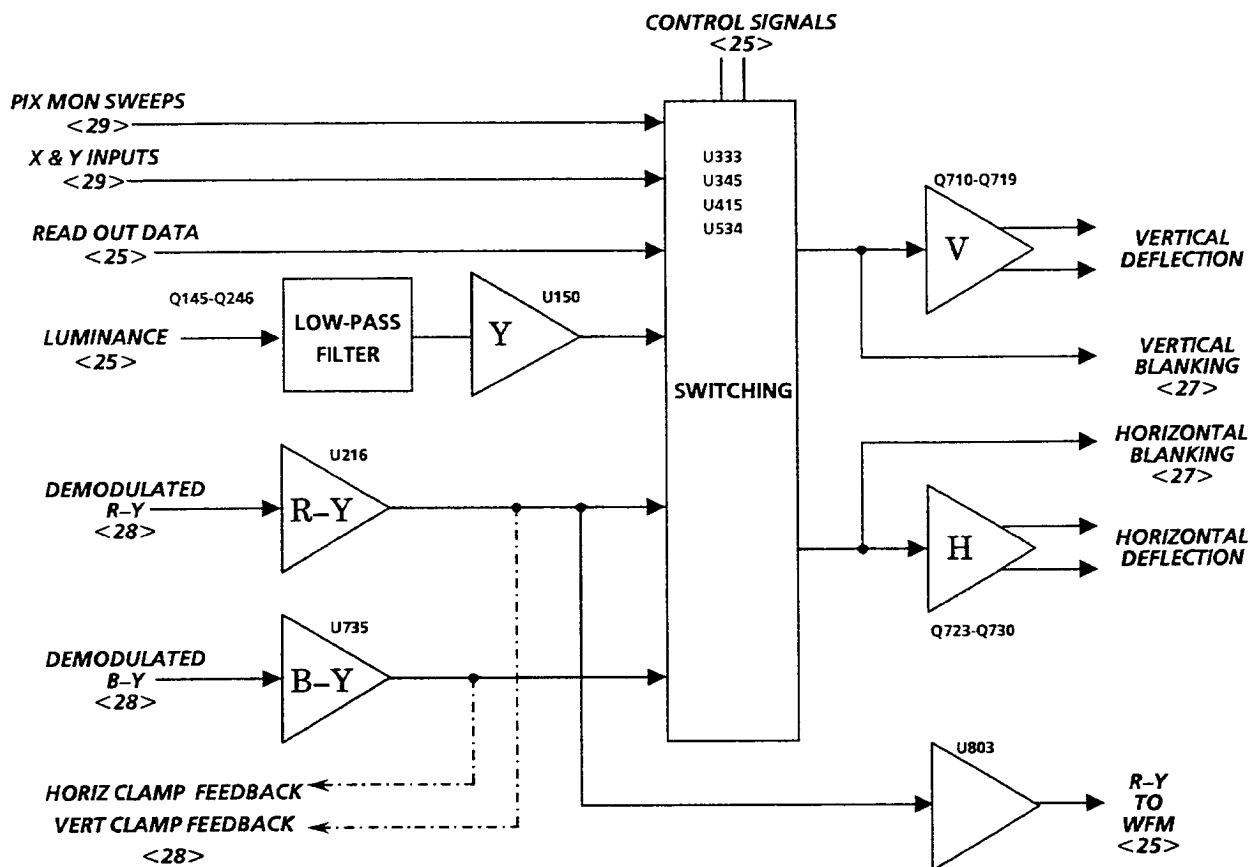 CONTROL SIGNALS
<25>
PIX MON SWEEPS
<29>
X & Y INPUTS
<29>
READ OUT DATA
<25>
U333
U345
U415
U534
Q710-Q719
V
VERTICAL
DEFLECTION
Q145-Q246
LUMINANCE
<25>
LOW-PASS
FILTER
U150
Y
SWITCHING
VERTICAL
BLANKING
<27>
HORIZONTAL
BLANKING
<27>
DEMODULATED
R–Y
<28>
U216
R–Y
H
Q723-Q730
HORIZONTAL
DEFLECTION
DEMODULATED
B–Y
<28>
U735
B–Y
HORIZ CLAMP FEEDBACK
VERT CLAMP FEEDBACK
<28>
U803
R–Y
TO
WFM
<25>